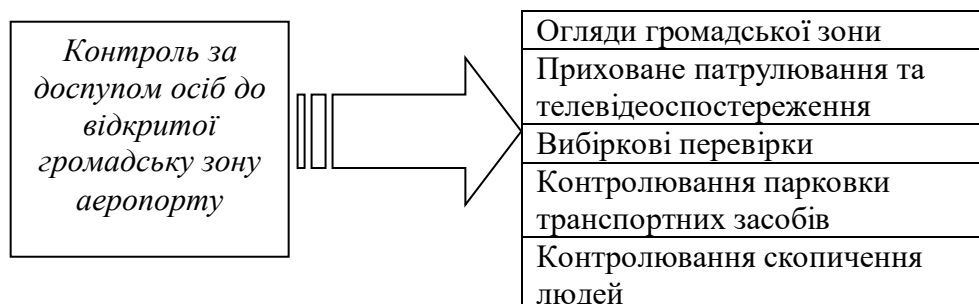 Контроль за
доступом осіб до
відкритої
громадську зону
аеропорту
Огляди громадської зони
Приховане патрулювання та
телевідеоспостереження
Вибіркові перевірки
Контролювання парковки
транспортних засобів
Контролювання скопичення
людей